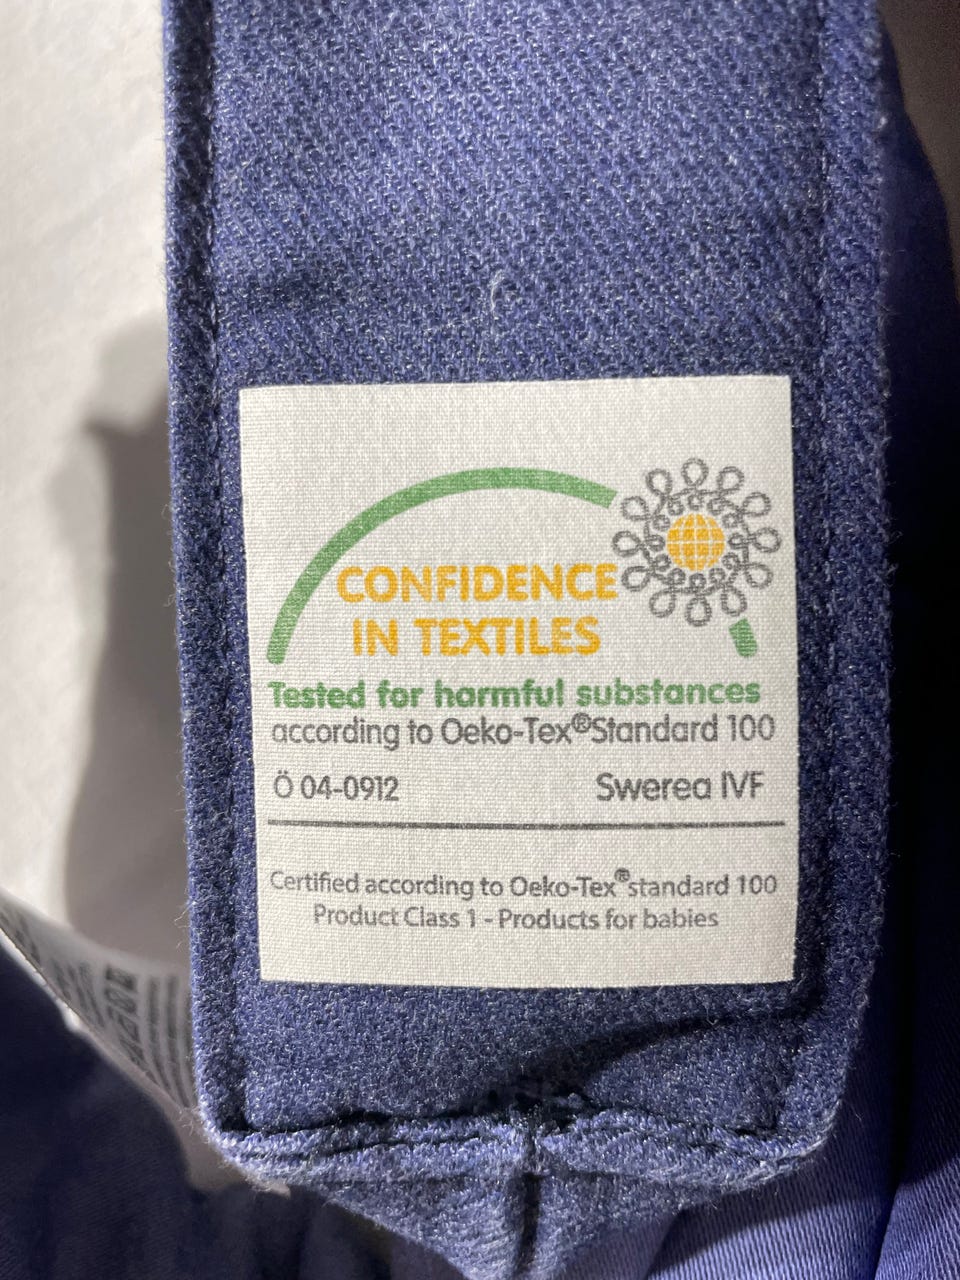 CONFIDENCE
IN TEXTILES
Tested for harmful substances
according to Oeko-Tex®Standard 100
Ö 04-0912 Swerea IVF
Certified according to Oeko-Tex®standard 100
Product Class 1 - Products for babies